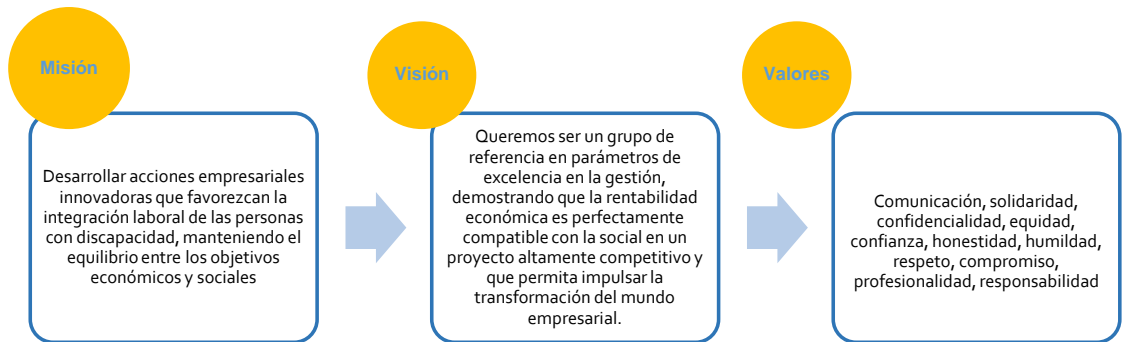 Misión
Desarrollar acciones empresariales
innovadoras que favorezcan la
integración laboral de las personas
con discapacidad, manteniendo el
equilibrio entre los objetivos
económicos y sociales
Visión
Queremos ser un grupo de
referencia en parámetros de
excelencia en la gestión,
demostrando que la rentabilidad
económica es perfectamente
compatible con la social en un
proyecto altamente competitivo y
que permita impulsar la
transformación del mundo
empresarial.
Valores
Comunicación, solidaridad,
confidencialidad, equidad,
confianza, honestidad, humildad,
respeto, compromiso,
profesionalidad, responsabilidad